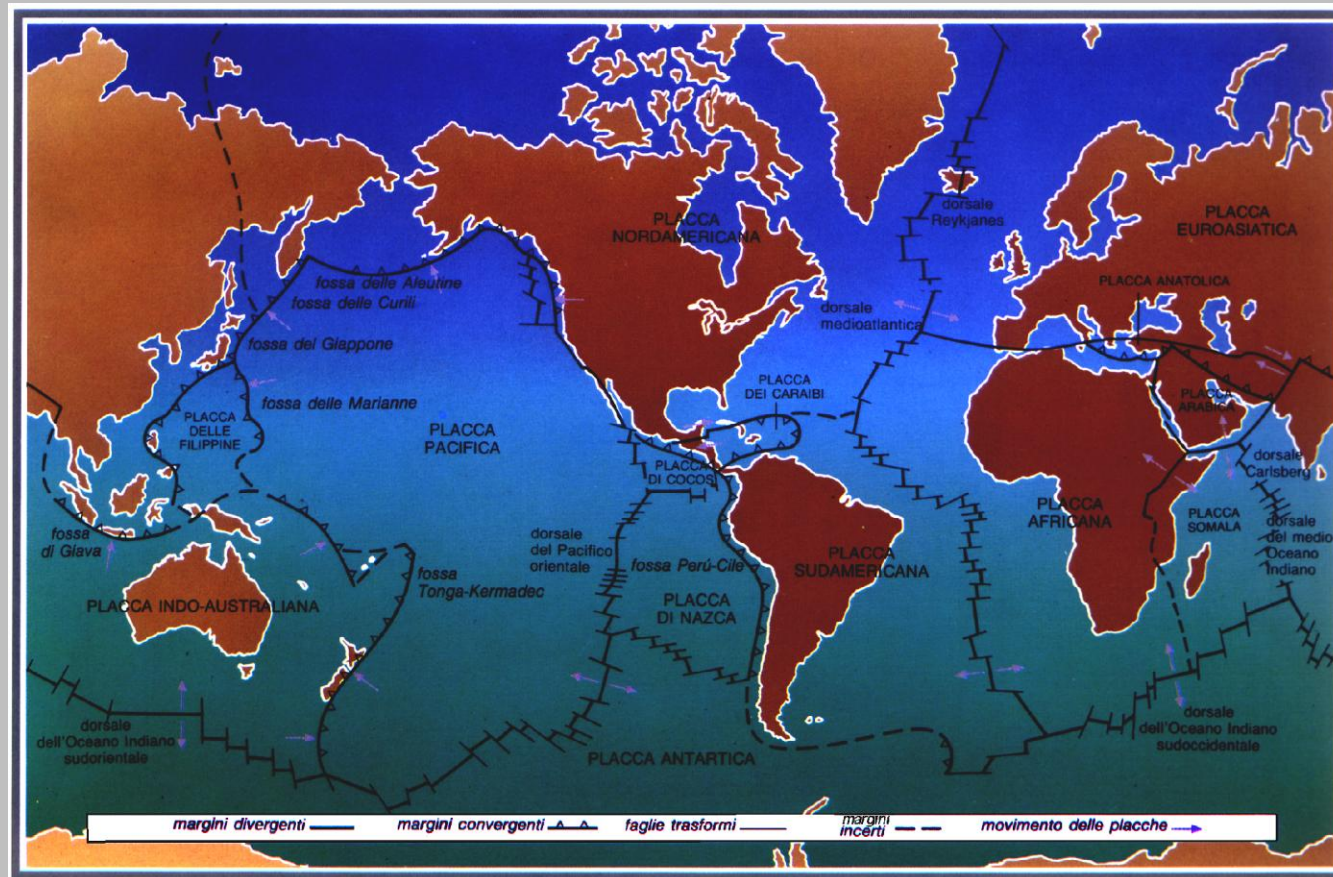 PLACCA
NORDAMERICANA
dorsale
Reykjanes
PLACCA
EUROASIATICA
PLACCA ANATOLICA
fossa delle Aleutine
fossa delle Curili
dorsale
medioatlantica
fossa del Giappone
fossa delle Marianne
PLACCA
DELLE
FILIPPINE
PLACCA
PACIFICA
PLACCA
DEI CARAIBI
PLACCA
ARABICA
PLACCA
DI COCOS
dorsale
Carlsberg
fossa
di Giava
PLACCA
AFRICANA
PLACCA
SOMALA
dorsale
del medio
Oceano
Indiano
dorsale
del Pacifico
orientale
fossa Perú-Cile
PLACCA
SUDAMERICANA
fossa
Tonga-Kermadec
PLACCA INDO-AUSTRALIANA
PLACCA
DI NAZCA
dorsale
dell'Oceano Indiano
sudorientale
PLACCA ANTARTICA
dorsale
dell'Oceano Indiano
sudoccidentale
margini divergenti
margini convergenti
faglie trasformi
margini
incerti
movimento delle placche